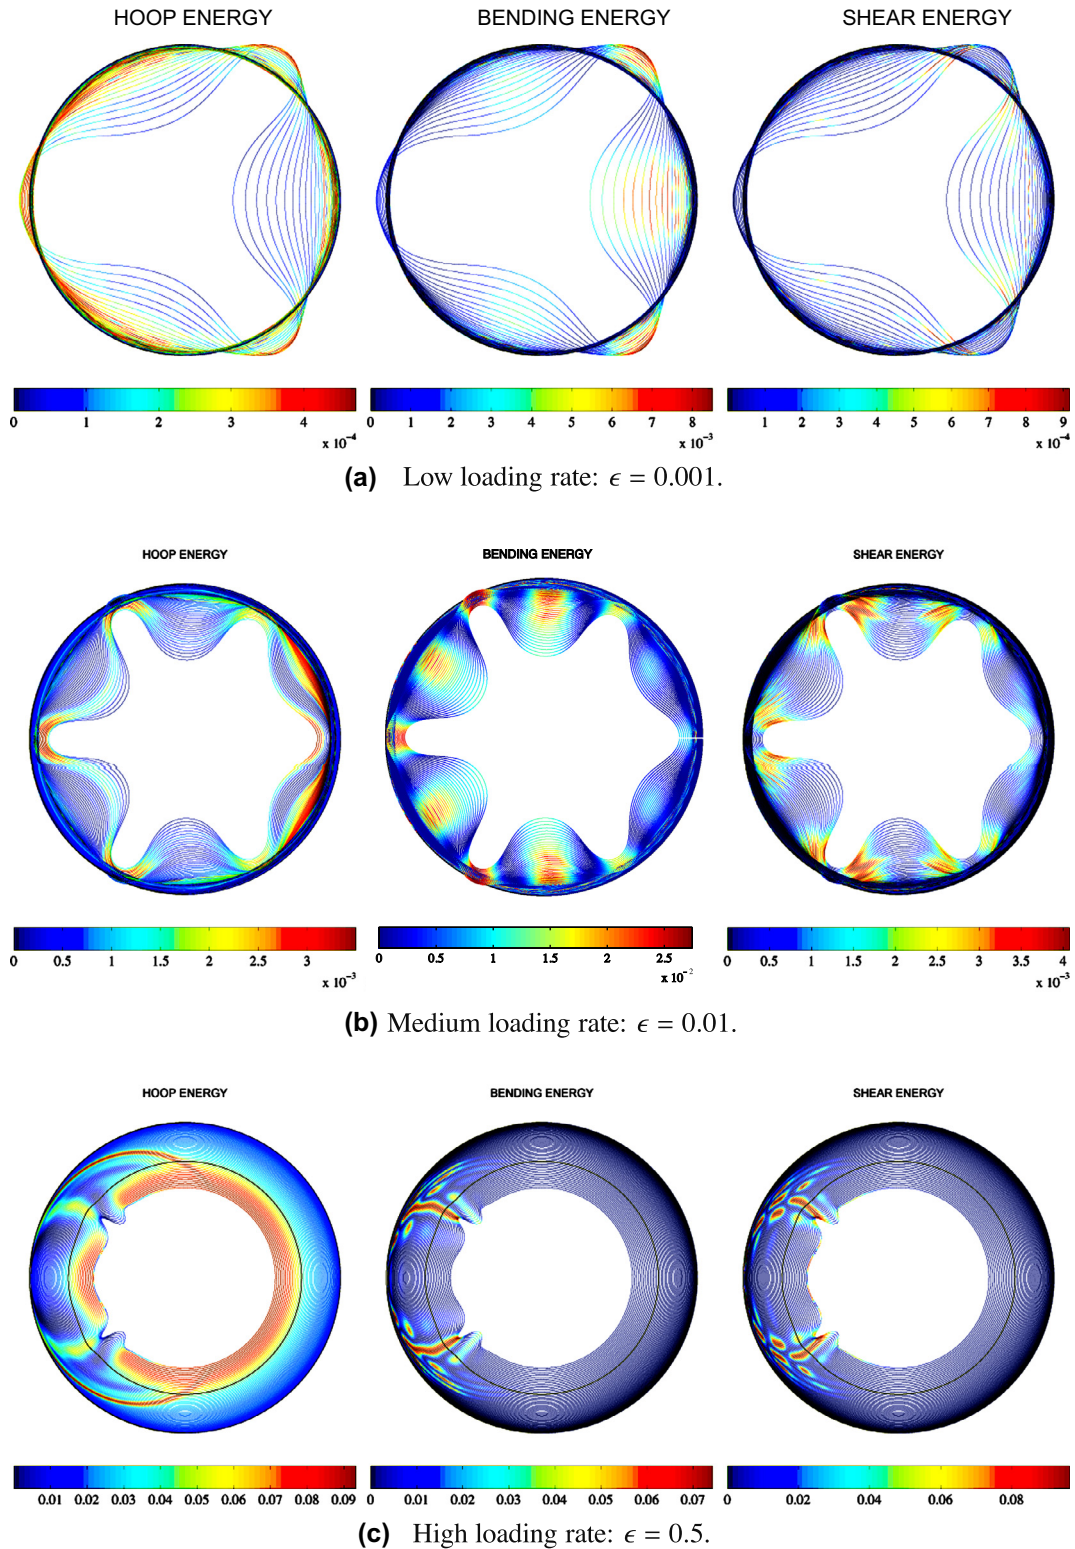 HOOP ENERGY
BENDING ENERGY
SHEAR ENERGY
0 1 2 3 4
x 10⁻⁴
0 1 2 3 4 5 6 7 8
x 10⁻³
1 2 3 4 5 6 7 8 9
x 10⁻⁴
(a) Low loading rate: ϵ = 0.001.
HOOP ENERGY
BENDING ENERGY
SHEAR ENERGY
0 0.5 1 1.5 2 2.5 3
x 10⁻³
0 0.5 1 1.5 2 2.5
x 10⁻²
0 0.5 1 1.5 2 2.5 3 3.5 4
x 10⁻³
(b) Medium loading rate: ϵ = 0.01.
HOOP ENERGY
BENDING ENERGY
SHEAR ENERGY
0.01 0.02 0.03 0.04 0.05 0.06 0.07 0.08 0.09
0 0.01 0.02 0.03 0.04 0.05 0.06 0.07
0 0.02 0.04 0.06 0.08
(c) High loading rate: ϵ = 0.5.